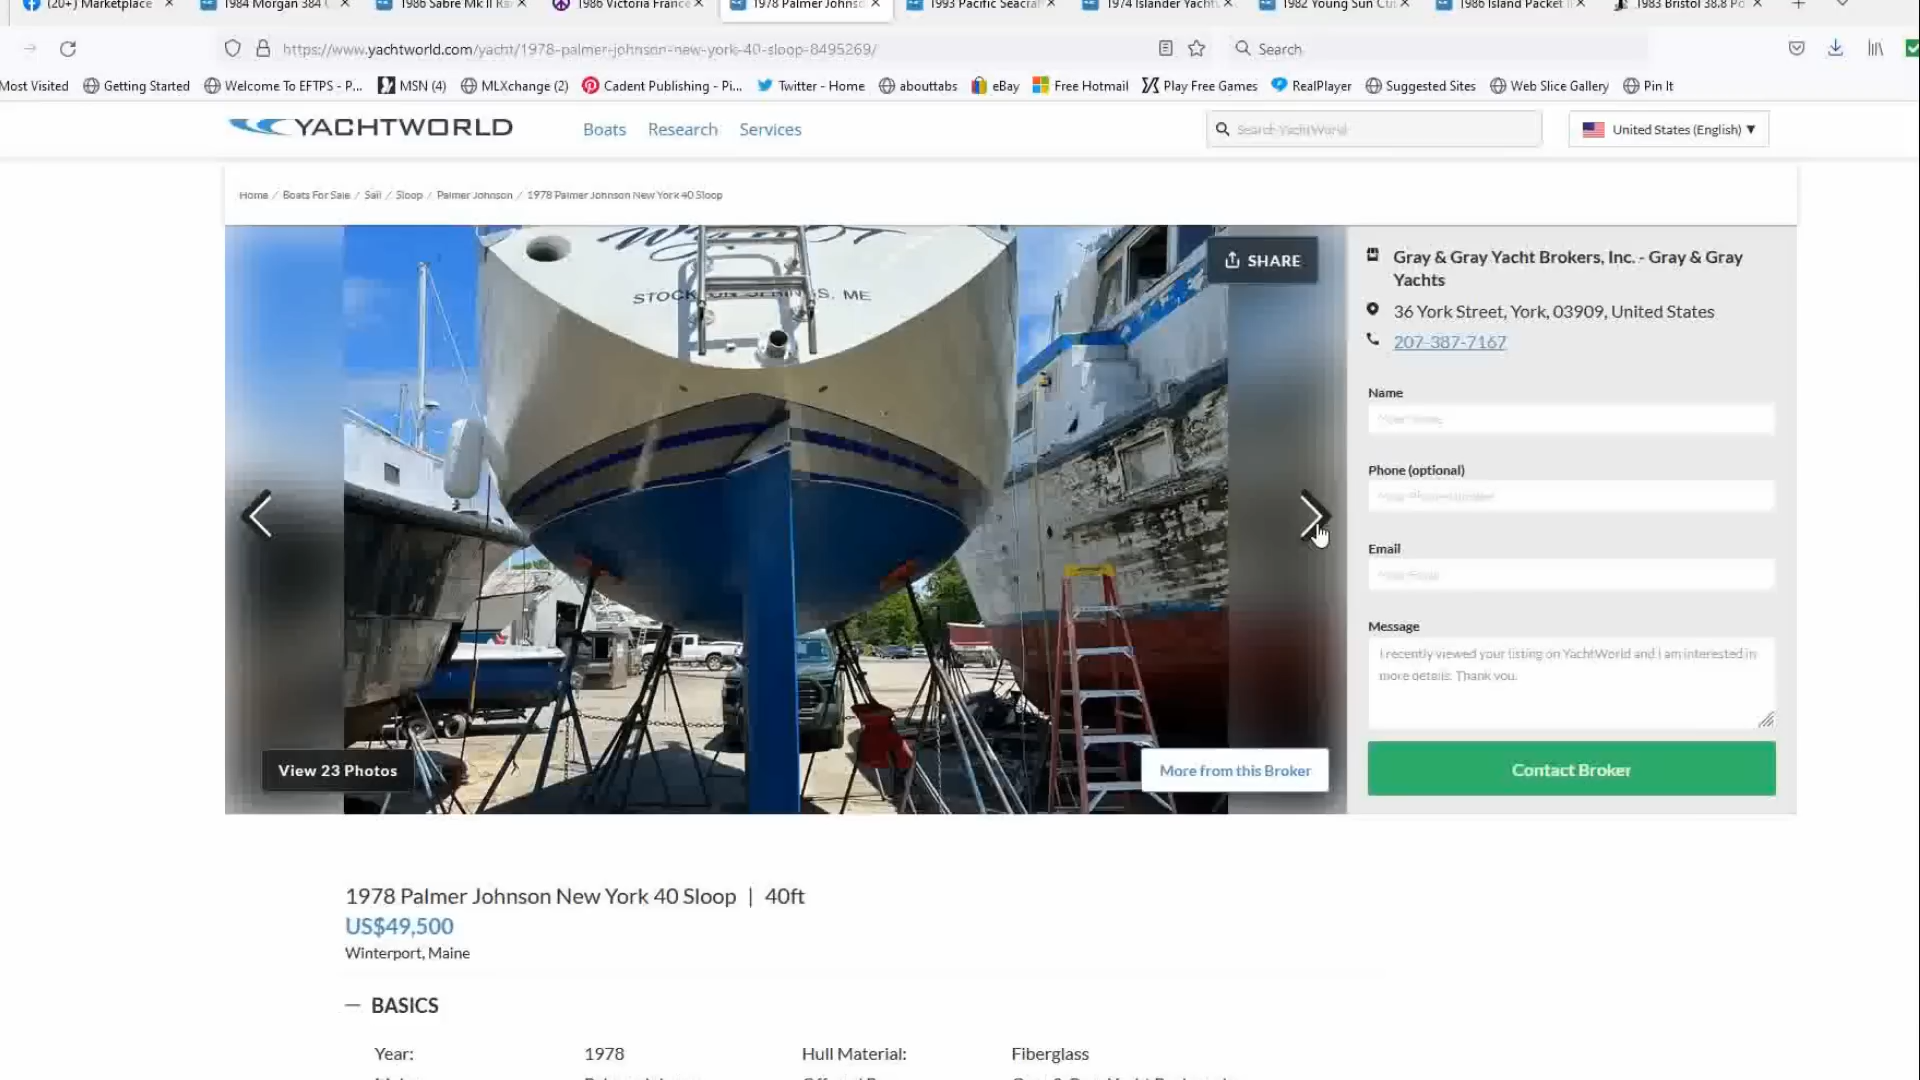 (20+) Marketplace
1984 Morgan 384
1986 Sabre Mk II
1986 Victoria France
1978 Palmer Johnso
1993 Pacific Seacraf
1974 Islander Yacht
1982 Young Sun Cut
1986 Island Packet
1983 Bristol 38.8
https://www.yachtworld.com/yacht/1978-palmer-johnson-new-york-40-sloop-8495269/
Search
Most Visited
Getting Started
Welcome To EFTPS - P...
MSN (4)
MLXchange (2)
Cadent Publishing - Pi...
Twitter - Home
abouttabs
eBay
Free Hotmail
Play Free Games
RealPlayer
Suggested Sites
Web Slice Gallery
Pin It
YACHTWORLD
Boats
Research
Services
Search YachtWorld
United States (English) ▼
Home / Boats For Sale / Sail / Sloop / Palmer Johnson / 1978 Palmer Johnson New York 40 Sloop
STOCKTON SPRINGS, ME
SHARE
View 23 Photos
More from this Broker
Gray & Gray Yacht Brokers, Inc. - Gray & Gray
Yachts
36 York Street, York, 03909, United States
207-387-7167
Name
Phone (optional)
Email
Message
I recently viewed your listing on YachtWorld and I am interested in
more details. Thank you.
Contact Broker
1978 Palmer Johnson New York 40 Sloop | 40ft
US$49,500
Winterport, Maine
— BASICS
Year: 1978 Hull Material: Fiberglass